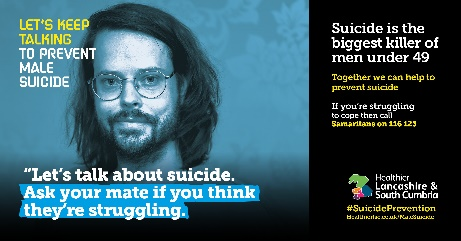 LET'S KEEP
TALKING
TO PREVENT
MALE
SUICIDE
"Let's talk about suicide.
Ask your mate if you think
they're struggling.
Suicide is the
biggest killer of
men under 49
Together we can help to
prevent suicide
If you're struggling
to cope then call
Samaritans on 116 123
Healthier
Lancashire &
South Cumbria
#SuicidePrevention
Healthierlsc.co.uk/MaleSuicide